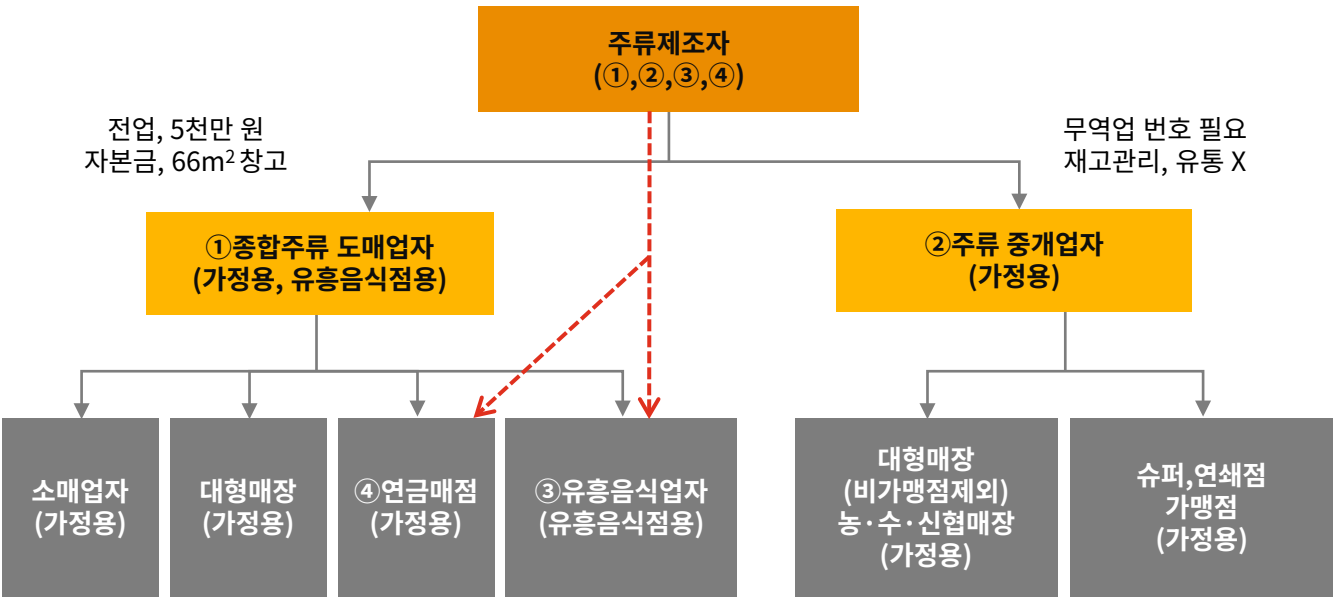 주류제조자
(①,②,③,④)
전업, 5천만 원
자본금, 66m² 창고
무역업 번호 필요
재고관리, 유통 X
①종합주류 도매업자
(가정용, 유흥음식점용)
②주류 중개업자
(가정용)
소매업자
(가정용)
대형매장
(가정용)
④연금매점
(가정용)
③유흥음식업자
(유흥음식점용)
대형매장
(비가맹점제외)
농·수·신협매장
(가정용)
슈퍼,연쇄점
가맹점
(가정용)